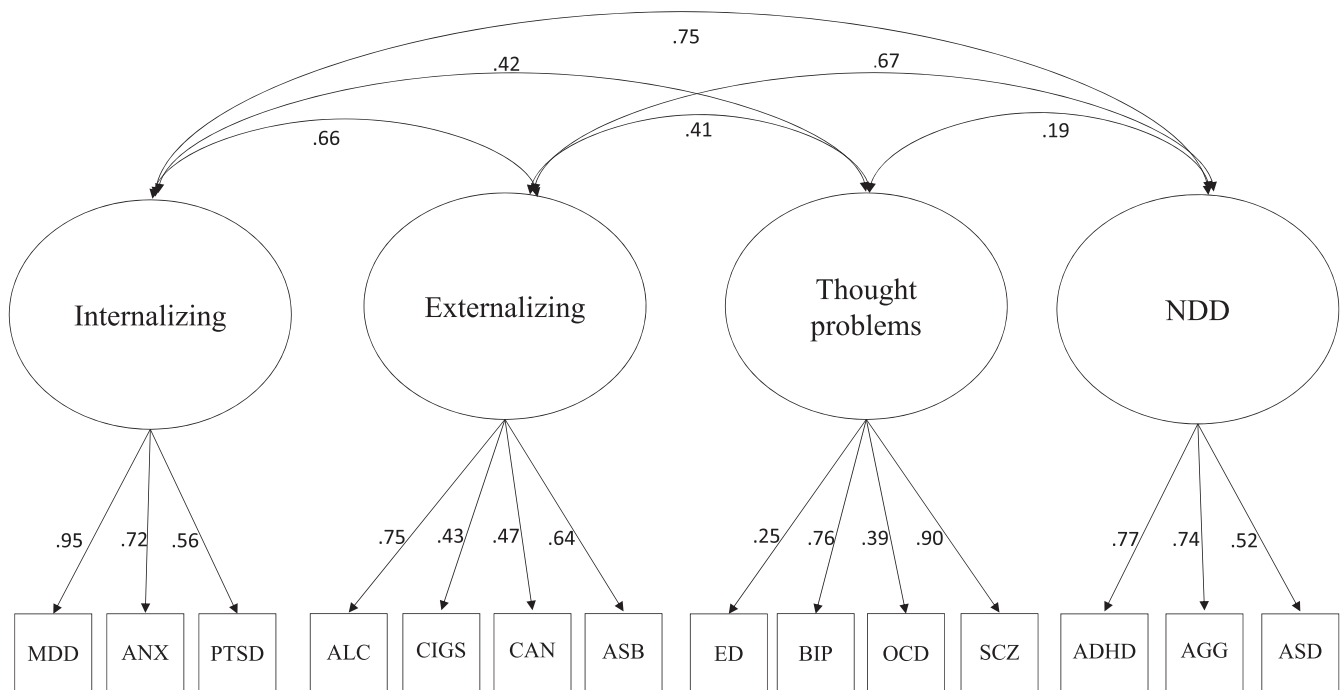 .75
.42
.67
.66
.41
.19
Internalizing
Externalizing
Thought
problems
NDD
.95
.72
.56
.75
.43
.47
.64
.25
.76
.39
.90
.77
.74
.52
MDD
ANX
PTSD
ALC
CIGS
CAN
ASB
ED
BIP
OCD
SCZ
ADHD
AGG
ASD